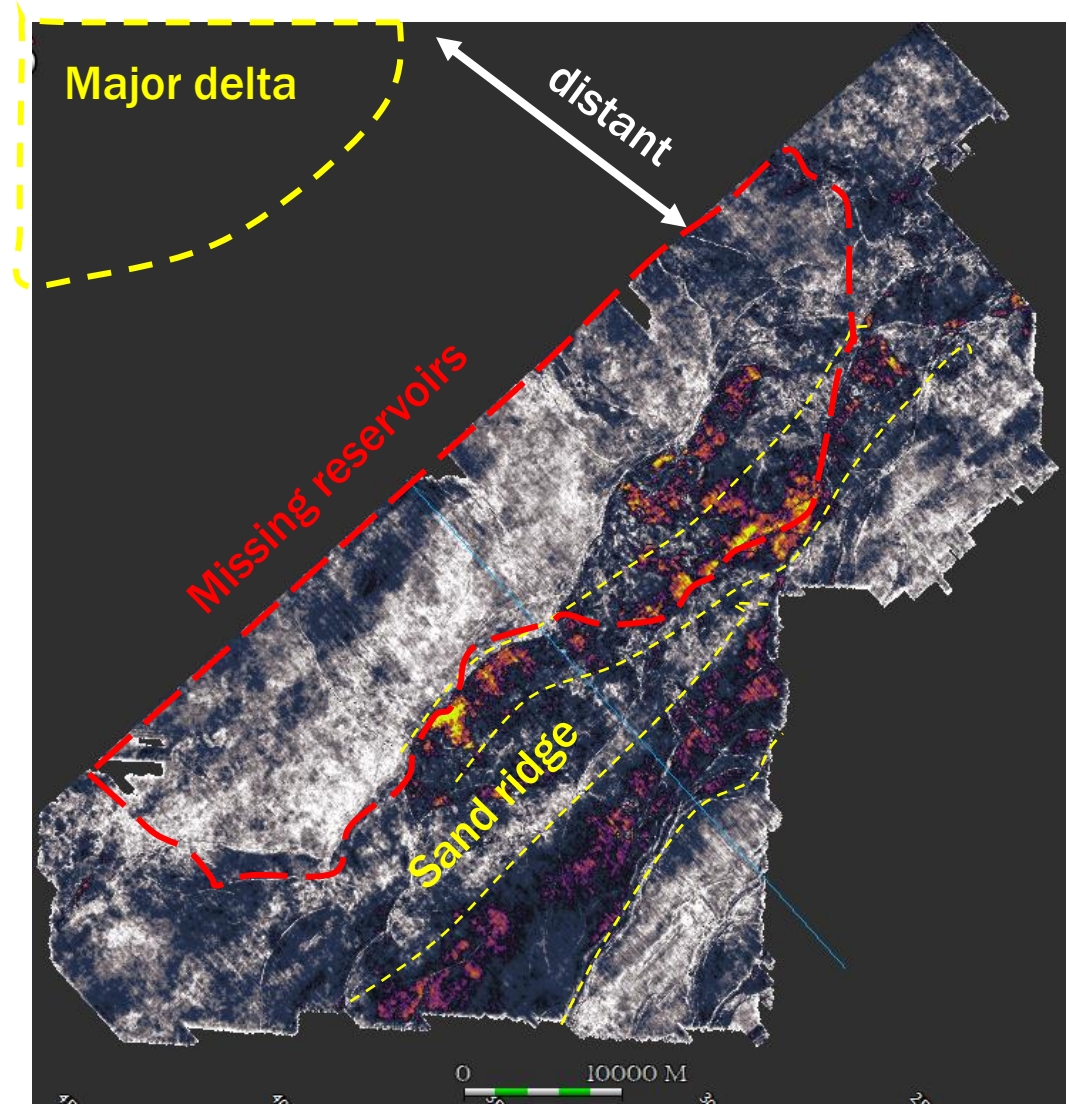 Major delta
distant
Missing reservoirs
Sand ridge
0 10000 M